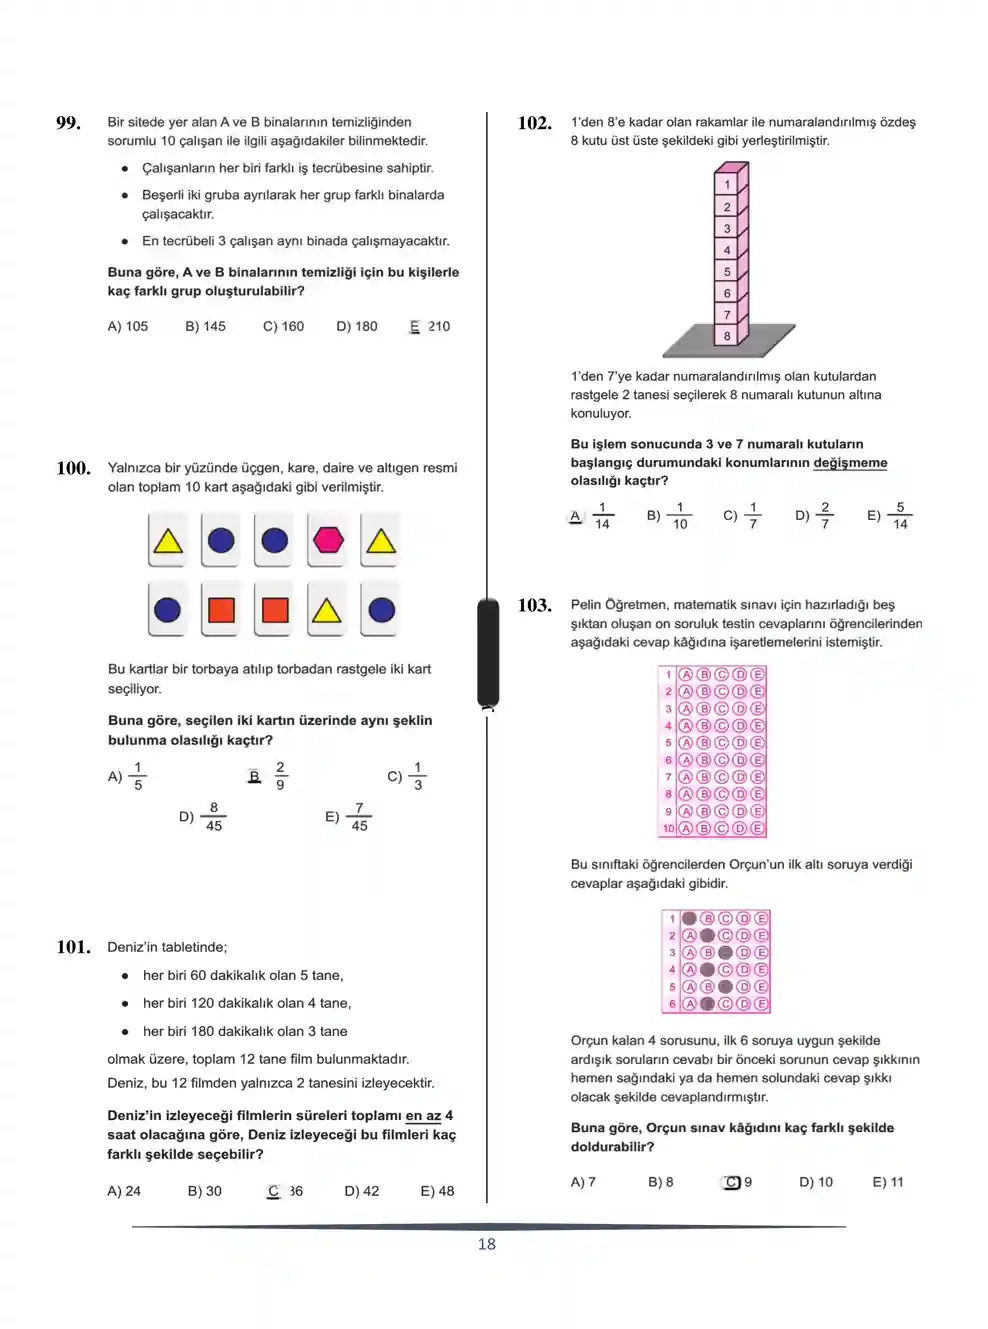 99. Bir sitede yer alan A ve B binalarının temizliğinden
sorumlu 10 çalışan ile ilgili aşağıdakiler bilinmektedir.
• Çalışanların her biri farklı iş tecrübesine sahiptir.
• Beşerli iki gruba ayrılarak her grup farklı binalarda
çalışacaktır.
• En tecrübeli 3 çalışan aynı binada çalışmayacaktır.
Buna göre, A ve B binalarının temizliği için bu kişilerle
kaç farklı grup oluşturulabilir?
A) 105 B) 145 C) 160 D) 180 E 210
100. Yalnızca bir yüzünde üçgen, kare, daire ve altıgen resmi
olan toplam 10 kart aşağıdaki gibi verilmiştir.
Bu kartlar bir torbaya atılıp torbadan rastgele iki kart
seçiliyor.
Buna göre, seçilen iki kartın üzerinde aynı şeklin
bulunma olasılığı kaçtır?
A) 1/5 B 2/9 C) 1/3
D) 8/45 E) 7/45
101. Deniz'in tabletinde;
• her biri 60 dakikalık olan 5 tane,
• her biri 120 dakikalık olan 4 tane,
• her biri 180 dakikalık olan 3 tane
olmak üzere, toplam 12 tane film bulunmaktadır.
Deniz, bu 12 filmden yalnızca 2 tanesini izleyecektir.
Deniz'in izleyeceği filmlerin süreleri toplamı en az 4
saat olacağına göre, Deniz izleyeceği bu filmleri kaç
farklı şekilde seçebilir?
A) 24 B) 30 C 36 D) 42 E) 48
102. 1'den 8'e kadar olan rakamlar ile numaralandırılmış özdeş
8 kutu üst üste şekildeki gibi yerleştirilmiştir.
1
2
3
4
5
6
7
8
1'den 7'ye kadar numaralandırılmış olan kutulardan
rastgele 2 tanesi seçilerek 8 numaralı kutunun altına
konuluyor.
Bu işlem sonucunda 3 ve 7 numaralı kutuların
başlangıç durumundaki konumlarının değişmeme
olasılığı kaçtır?
A 1/14 B) 1/10 C) 1/7 D) 2/7 E) 5/14
103. Pelin Öğretmen, matematik sınavı için hazırladığı beş
şıktan oluşan on soruluk testin cevaplarını öğrencilerinden
aşağıdaki cevap kâğıdına işaretlemelerini istemiştir.
1 A B C D E
2 A B C D E
3 A B C D E
4 A B C D E
5 A B C D E
6 A B C D E
7 A B C D E
8 A B C D E
9 A B C D E
10 A B C D E
Bu sınıftaki öğrencilerden Orçun'un ilk altı soruya verdiği
cevaplar aşağıdaki gibidir.
1 B C D E
2 A C D E
3 A B D E
4 A C D E
5 A B D E
6 A C D E
Orçun kalan 4 sorusunu, ilk 6 soruya uygun şekilde
ardışık soruların cevabı bir önceki sorunun cevap şıkkının
hemen sağındaki ya da hemen solundaki cevap şıkkı
olacak şekilde cevaplandırmıştır.
Buna göre, Orçun sınav kâğıdını kaç farklı şekilde
doldurabilir?
A) 7 B) 8 C) 9 D) 10 E) 11
18